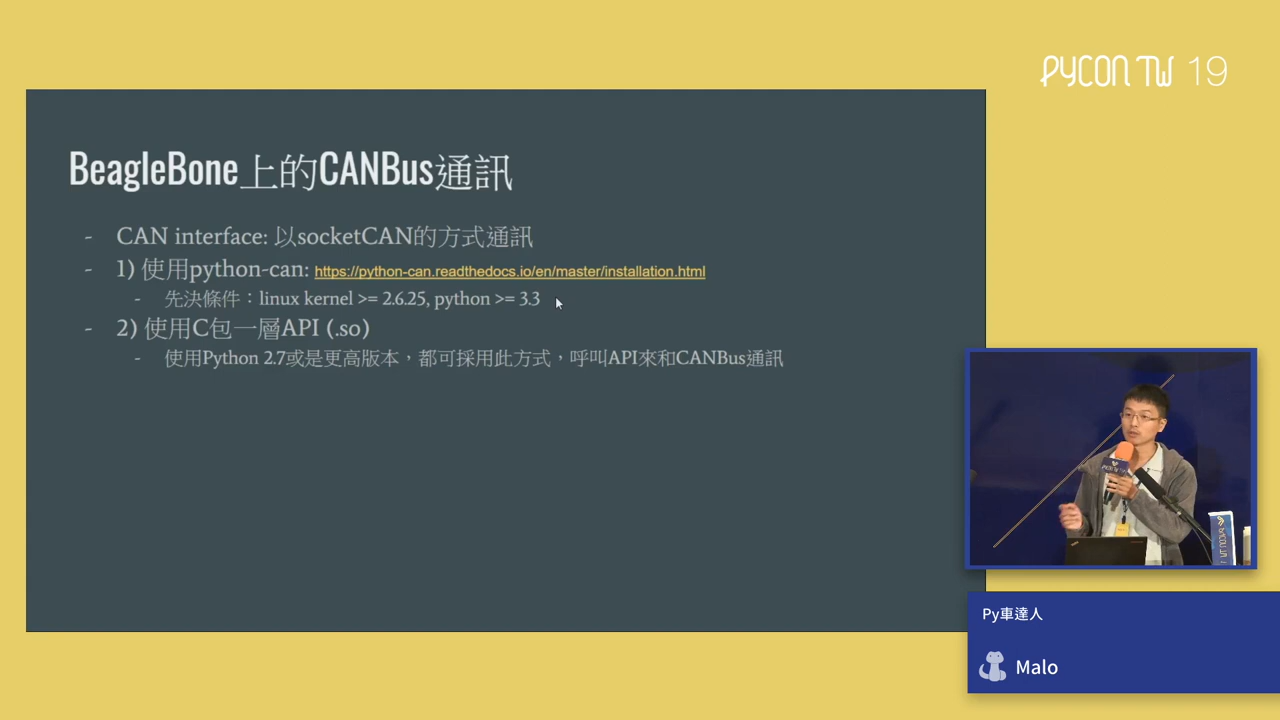 PYCON TW 19
BeagleBone上的CANBus通訊
- CAN interface: 以socketCAN的方式通訊
- 1) 使用python-can: https://python-can.readthedocs.io/en/master/installation.html
- 先決條件：linux kernel >= 2.6.25, python >= 3.3
- 2) 使用C包一層API (.so)
- 使用Python 2.7或是更高版本，都可採用此方式，呼叫API來和CANBus通訊
Py車達人
Malo